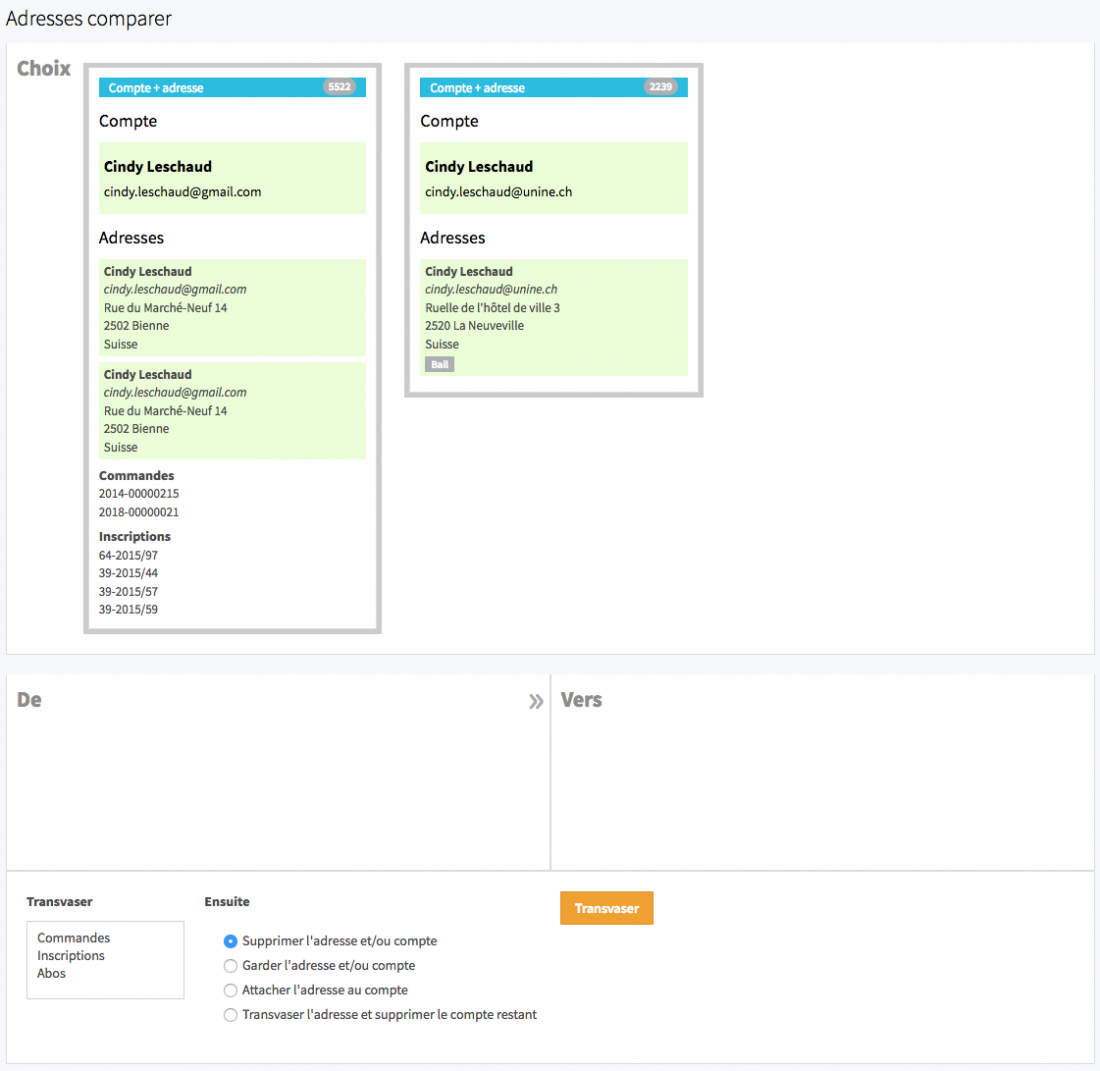 Adresses comparer
Choix
Compte + adresse 5522
Compte
Cindy Leschaud
cindy.leschaud@gmail.com
Adresses
Cindy Leschaud
cindy.leschaud@gmail.com
Rue du Marché-Neuf 14
2502 Bienne
Suisse
Cindy Leschaud
cindy.leschaud@gmail.com
Rue du Marché-Neuf 14
2502 Bienne
Suisse
Commandes
2014-00000215
2018-00000021
Inscriptions
64-2015/97
39-2015/44
39-2015/57
39-2015/59
Compte + adresse 2239
Compte
Cindy Leschaud
cindy.leschaud@unine.ch
Adresses
Cindy Leschaud
cindy.leschaud@unine.ch
Ruelle de l'hôtel de ville 3
2520 La Neuveville
Suisse
Bail
De »
Vers
Transvaser
Commandes
Inscriptions
Abos
Ensuite
Supprimer l'adresse et/ou compte
Garder l'adresse et/ou compte
Attacher l'adresse au compte
Transvaser l'adresse et supprimer le compte restant
Transvaser